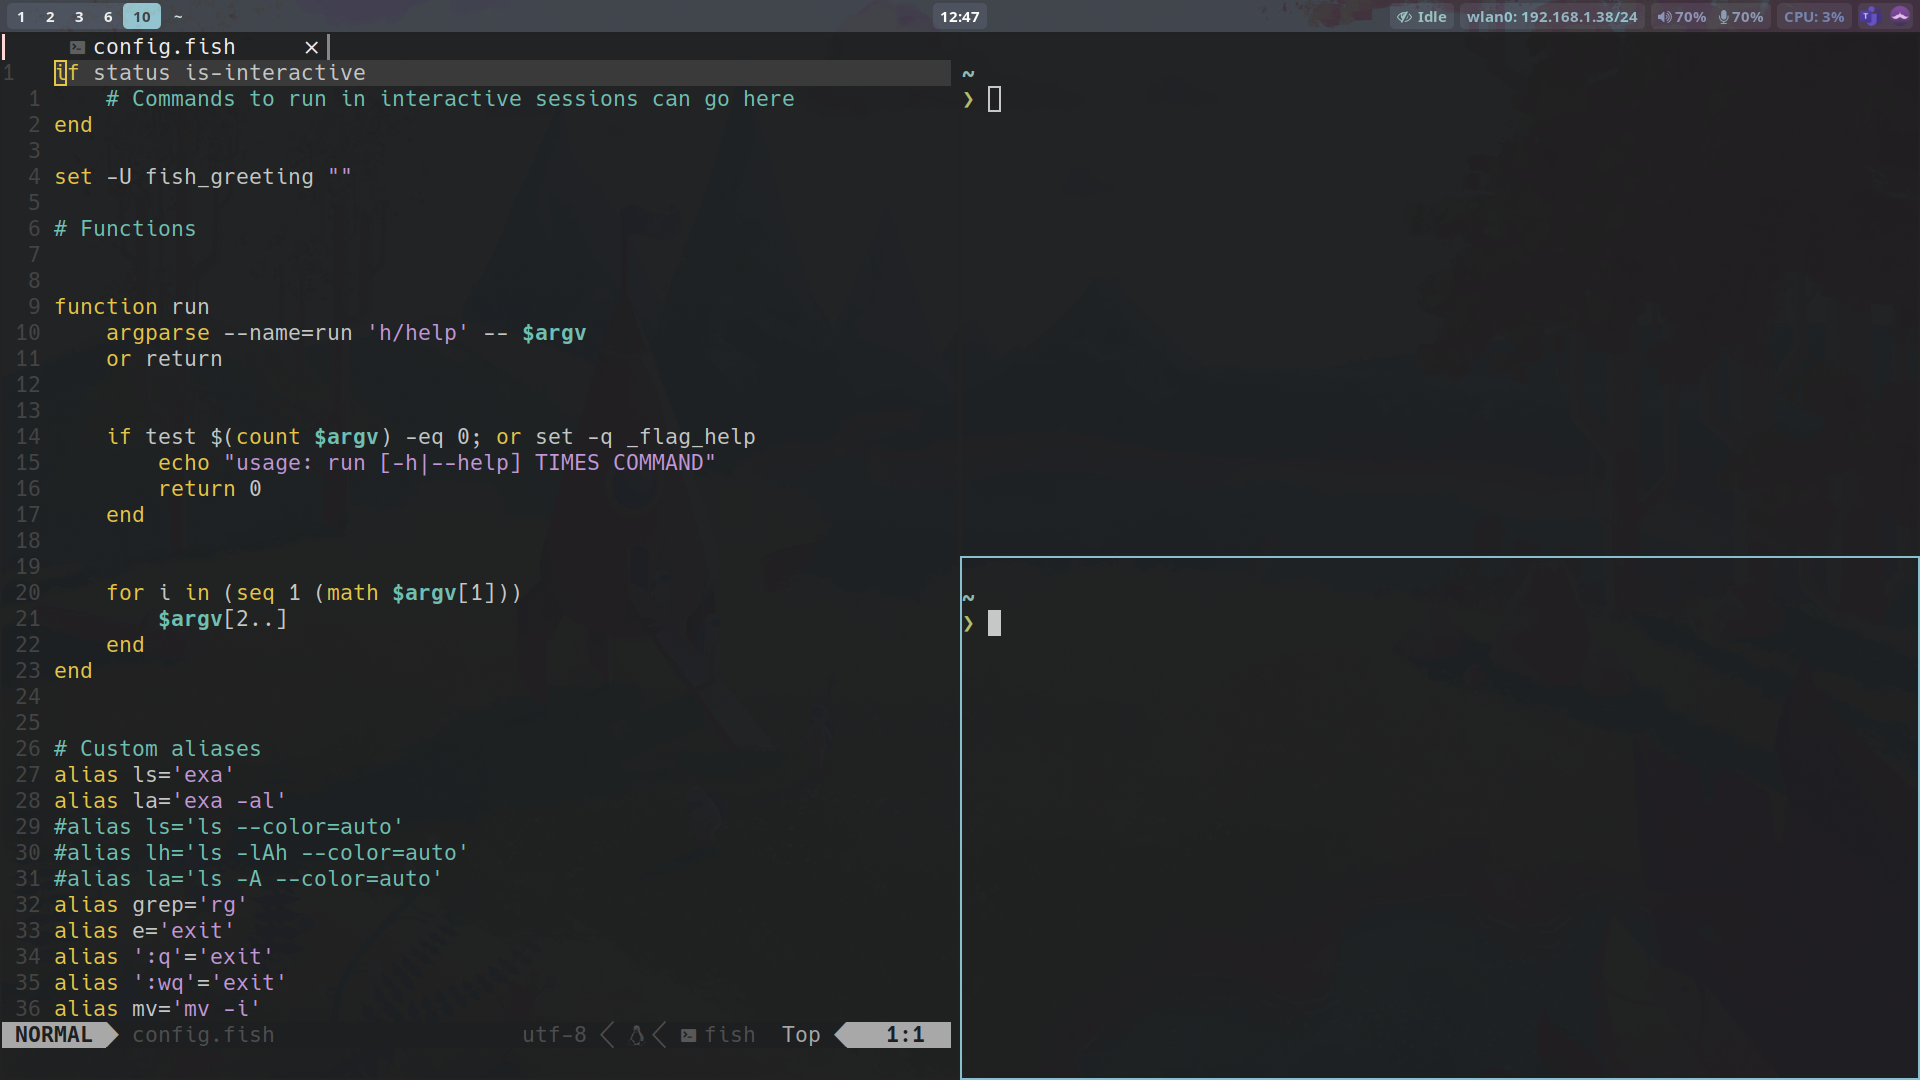 1 2 3 6 10 ~
12:47
Idle wlan0: 192.168.1.38/24 70% 70% CPU: 3%
config.fish ×
1 if status is-interactive
1 # Commands to run in interactive sessions can go here
2 end
3
4 set -U fish_greeting ""
5
6 # Functions
7
8
9 function run
10 argparse --name=run 'h/help' -- $argv
11 or return
12
13
14 if test $(count $argv) -eq 0; or set -q _flag_help
15 echo "usage: run [-h|--help] TIMES COMMAND"
16 return 0
17 end
18
19
20 for i in (seq 1 (math $argv[1]))
21 $argv[2..]
22 end
23 end
24
25
26 # Custom aliases
27 alias ls='exa'
28 alias la='exa -al'
29 #alias ls='ls --color=auto'
30 #alias lh='ls -lAh --color=auto'
31 #alias la='ls -A --color=auto'
32 alias grep='rg'
33 alias e='exit'
34 alias ':q'='exit'
35 alias ':wq'='exit'
36 alias mv='mv -i'
NORMAL config.fish utf-8 fish Top 1:1
~
❯
~
❯